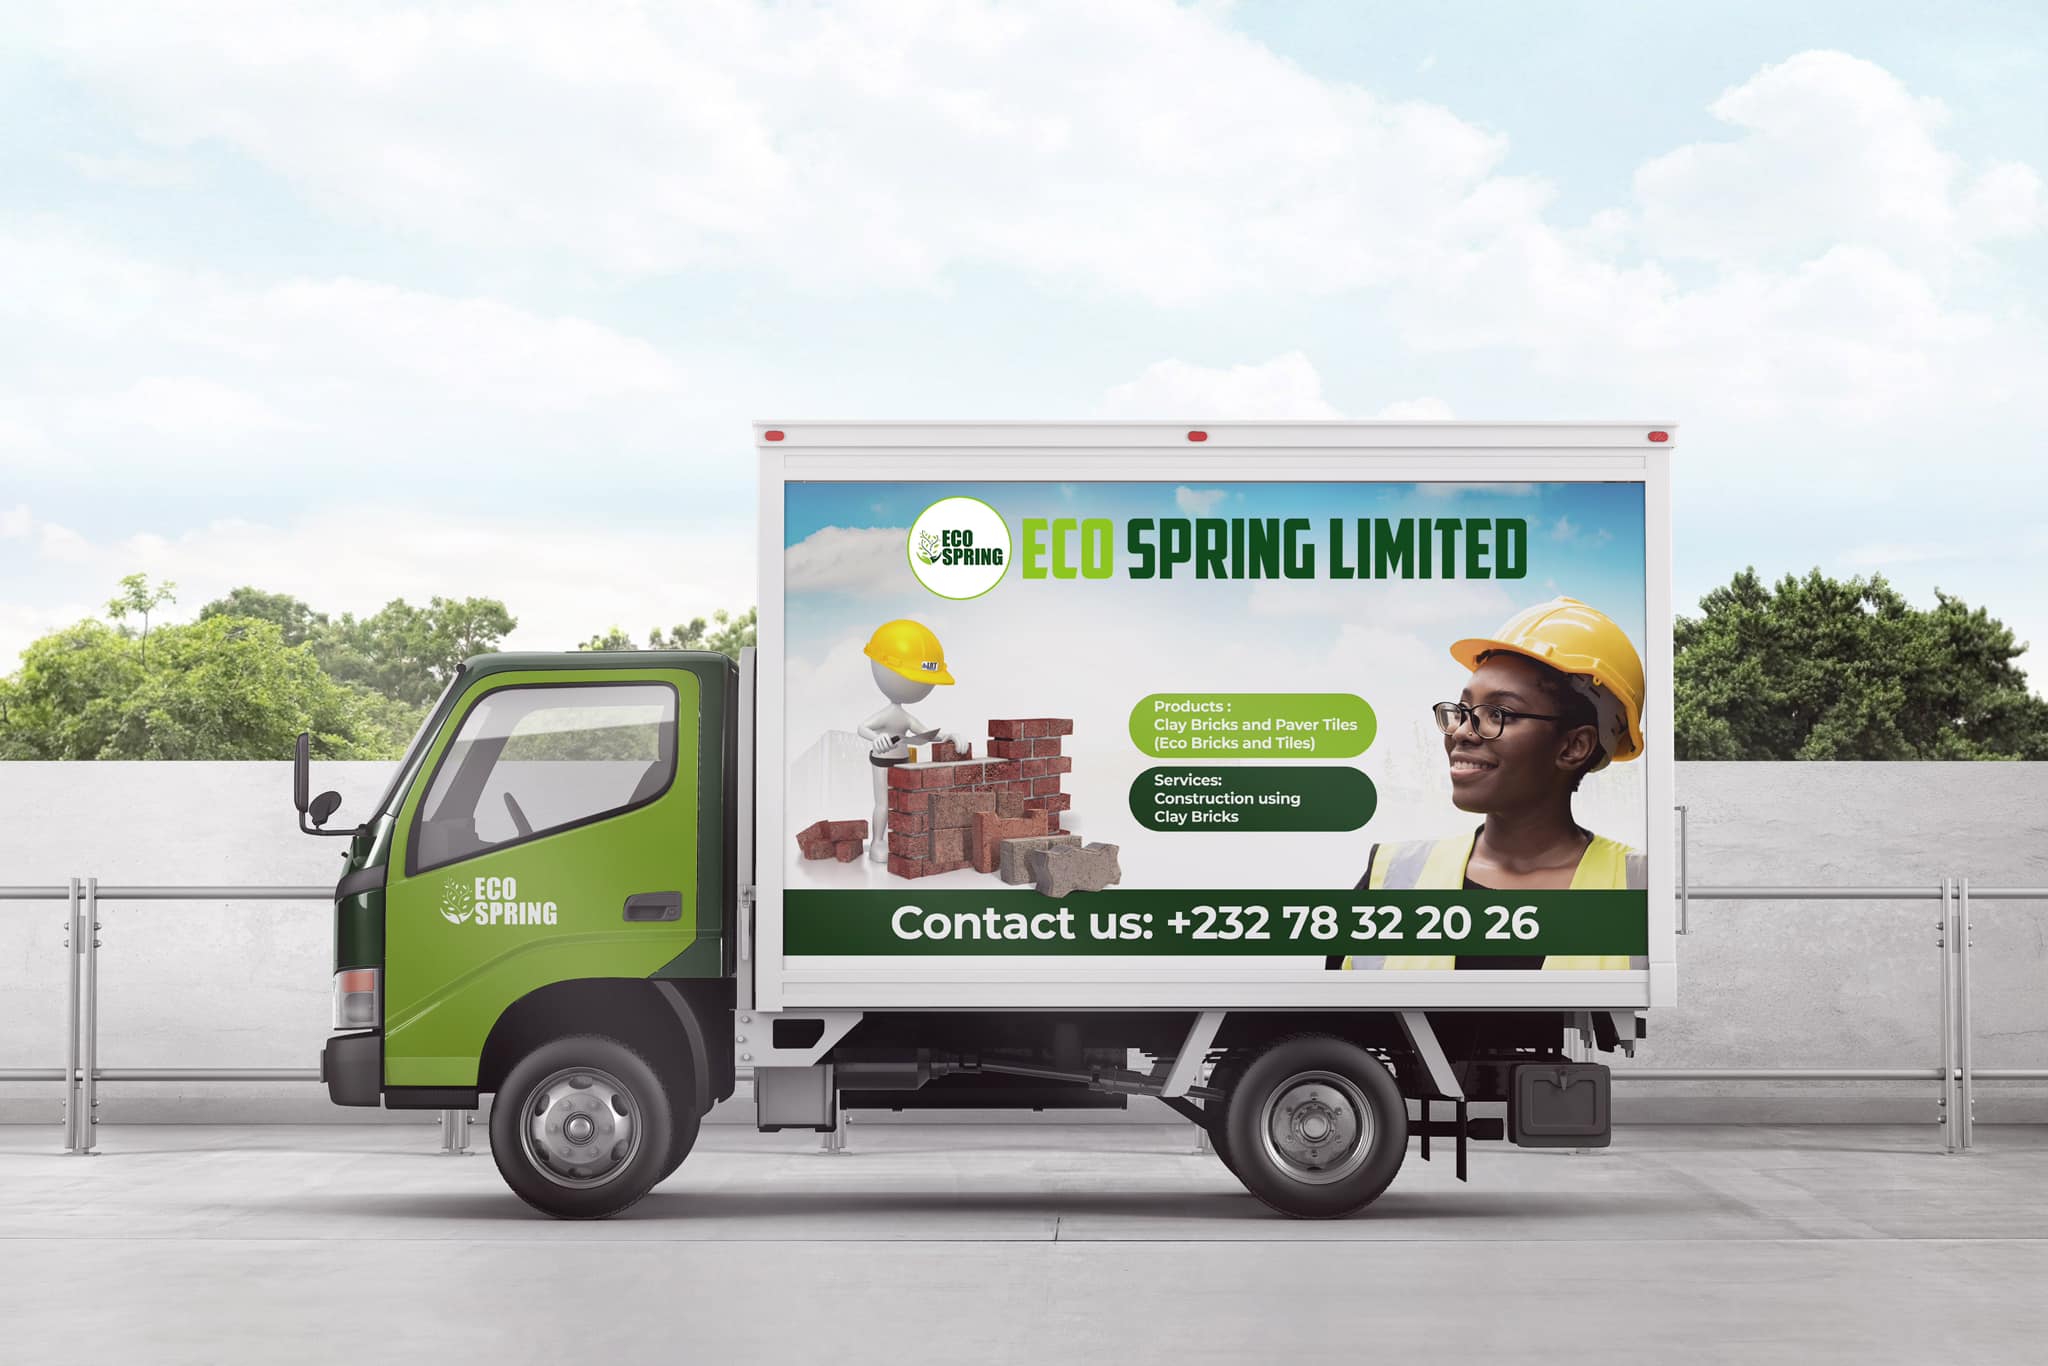 ECO
SPRING
ECO SPRING LIMITED
Products :
Clay Bricks and Paver Tiles
(Eco Bricks and Tiles)
Services:
Construction using
Clay Bricks
Contact us: +232 78 32 20 26
ECO
SPRING